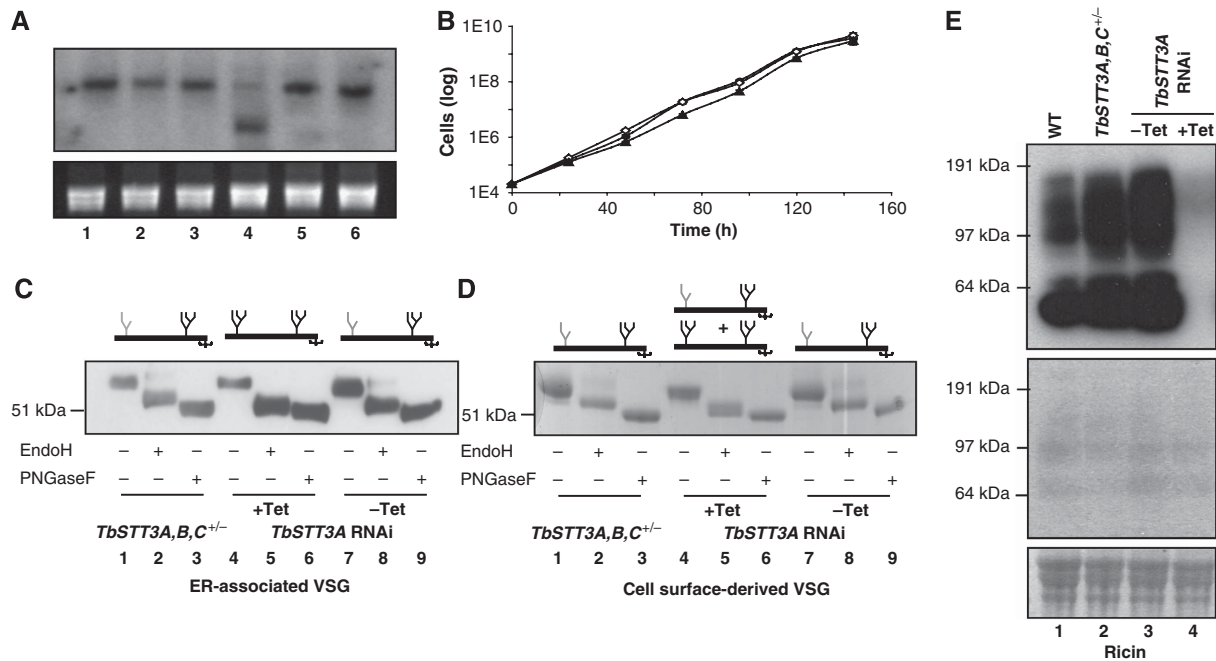 A
1 2 3 4 5 6
B
1E10
1E8
1E6
1E4
Cells (log)
0 40 80 120 160
Time (h)
C
51 kDa
EndoH – + – – + – – + –
PNGaseF – – + – – + – – +
+Tet –Tet
TbSTT3A,B,C+/– TbSTT3A RNAi
1 2 3 4 5 6 7 8 9
ER-associated VSG
D
+
51 kDa
EndoH – + – – + – – + –
PNGaseF – – + – – + – – +
+Tet –Tet
TbSTT3A,B,C+/– TbSTT3A RNAi
1 2 3 4 5 6 7 8 9
Cell surface-derived VSG
E
WT
TbSTT3A,B,C+/–
TbSTT3A
RNAi
–Tet +Tet
191 kDa
97 kDa
64 kDa
191 kDa
97 kDa
64 kDa
1 2 3 4
Ricin